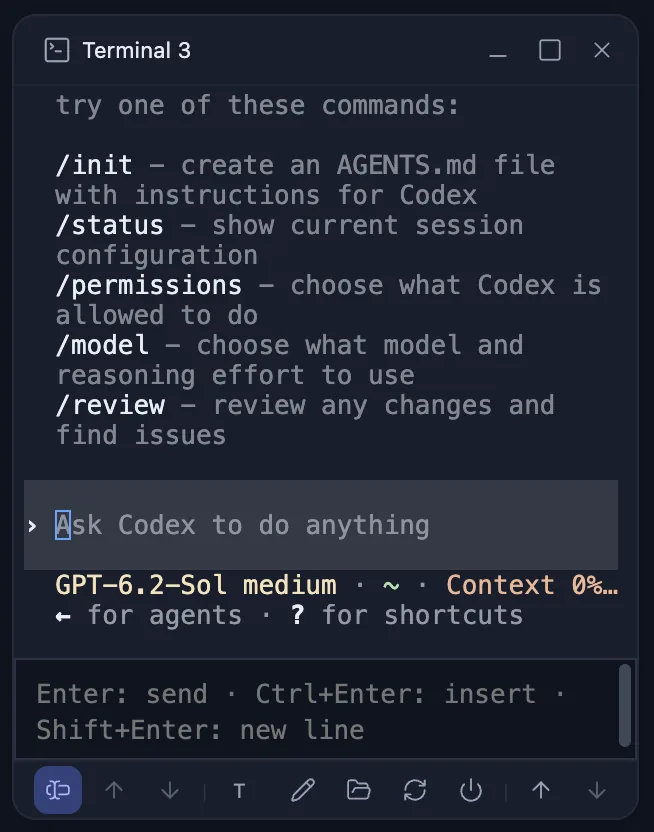 Terminal 3
try one of these commands:
/init – create an AGENTS.md file
with instructions for Codex
/status – show current session
configuration
/permissions – choose what Codex is
allowed to do
/model – choose what model and
reasoning effort to use
/review – review any changes and
find issues
› Ask Codex to do anything
GPT-6.2-Sol medium · ~ · Context 0%…
← for agents · ? for shortcuts
Enter: send · Ctrl+Enter: insert ·
Shift+Enter: new line
T